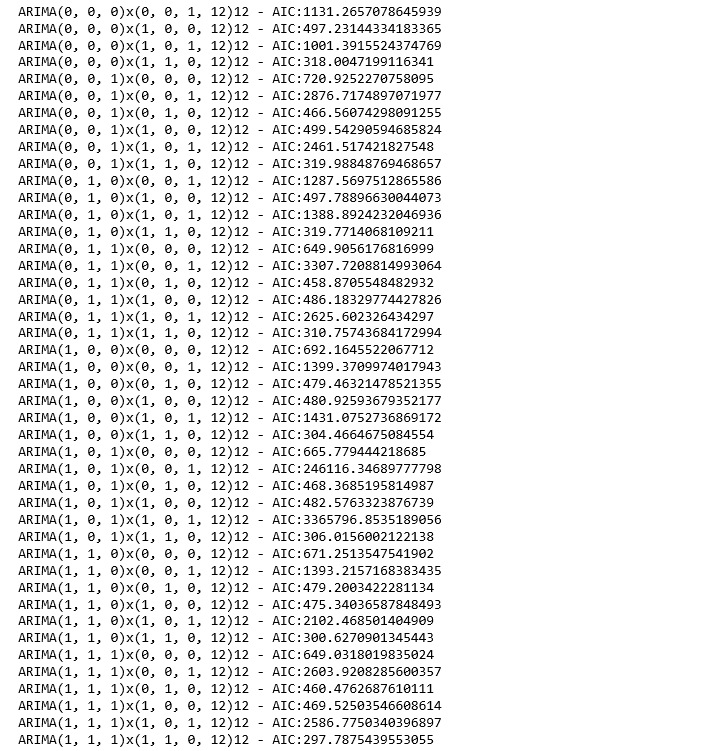 ARIMA(0, 0, 0)x(0, 0, 1, 12)12 - AIC:1131.2657078645939
ARIMA(0, 0, 0)x(0, 1, 0, 12)12 - AIC:497.23144334183365
ARIMA(0, 0, 0)x(1, 0, 0, 12)12 - AIC:1001.3915524374769
ARIMA(0, 0, 0)x(1, 1, 0, 12)12 - AIC:318.0047199116341
ARIMA(0, 0, 1)x(0, 0, 0, 12)12 - AIC:720.9252270758095
ARIMA(0, 0, 1)x(0, 0, 1, 12)12 - AIC:2876.7174897071977
ARIMA(0, 0, 1)x(0, 1, 0, 12)12 - AIC:466.56074298091255
ARIMA(0, 0, 1)x(1, 0, 0, 12)12 - AIC:499.54290594685824
ARIMA(0, 0, 1)x(1, 0, 1, 12)12 - AIC:2461.517421827548
ARIMA(0, 0, 1)x(1, 1, 0, 12)12 - AIC:319.98848769468657
ARIMA(0, 1, 0)x(0, 0, 1, 12)12 - AIC:1287.5697512865586
ARIMA(0, 1, 0)x(1, 0, 0, 12)12 - AIC:497.78896630044073
ARIMA(0, 1, 0)x(1, 0, 1, 12)12 - AIC:1388.8924232046936
ARIMA(0, 1, 0)x(1, 1, 0, 12)12 - AIC:319.7714068109211
ARIMA(0, 1, 1)x(0, 0, 0, 12)12 - AIC:649.9056176816999
ARIMA(0, 1, 1)x(0, 0, 1, 12)12 - AIC:3307.7208814993064
ARIMA(0, 1, 1)x(0, 1, 0, 12)12 - AIC:458.8705548482932
ARIMA(0, 1, 1)x(1, 0, 0, 12)12 - AIC:486.18329774427826
ARIMA(0, 1, 1)x(1, 0, 1, 12)12 - AIC:2625.602326434297
ARIMA(0, 1, 1)x(1, 1, 0, 12)12 - AIC:310.75743684172994
ARIMA(1, 0, 0)x(0, 0, 0, 12)12 - AIC:692.1645522067712
ARIMA(1, 0, 0)x(0, 0, 1, 12)12 - AIC:1399.3709974017943
ARIMA(1, 0, 0)x(0, 1, 0, 12)12 - AIC:479.46321478521355
ARIMA(1, 0, 0)x(1, 0, 0, 12)12 - AIC:480.92593679352177
ARIMA(1, 0, 0)x(1, 0, 1, 12)12 - AIC:1431.0752736869172
ARIMA(1, 0, 0)x(1, 1, 0, 12)12 - AIC:304.4664675084554
ARIMA(1, 0, 1)x(0, 0, 0, 12)12 - AIC:665.779444218685
ARIMA(1, 0, 1)x(0, 0, 1, 12)12 - AIC:246116.34689777798
ARIMA(1, 0, 1)x(0, 1, 0, 12)12 - AIC:468.3685195814987
ARIMA(1, 0, 1)x(1, 0, 0, 12)12 - AIC:482.5763323876739
ARIMA(1, 0, 1)x(1, 0, 1, 12)12 - AIC:3365796.8535189056
ARIMA(1, 0, 1)x(1, 1, 0, 12)12 - AIC:306.0156002122138
ARIMA(1, 1, 0)x(0, 0, 0, 12)12 - AIC:671.2513547541902
ARIMA(1, 1, 0)x(0, 0, 1, 12)12 - AIC:1393.2157168383435
ARIMA(1, 1, 0)x(0, 1, 0, 12)12 - AIC:479.2003422281134
ARIMA(1, 1, 0)x(1, 0, 0, 12)12 - AIC:475.34036587848493
ARIMA(1, 1, 0)x(1, 0, 1, 12)12 - AIC:2102.468501404909
ARIMA(1, 1, 0)x(1, 1, 0, 12)12 - AIC:300.6270901345443
ARIMA(1, 1, 1)x(0, 0, 0, 12)12 - AIC:649.0318019835024
ARIMA(1, 1, 1)x(0, 0, 1, 12)12 - AIC:2603.9208285600357
ARIMA(1, 1, 1)x(0, 1, 0, 12)12 - AIC:460.4762687610111
ARIMA(1, 1, 1)x(1, 0, 0, 12)12 - AIC:469.52503546608614
ARIMA(1, 1, 1)x(1, 0, 1, 12)12 - AIC:2586.7750340396897
ARIMA(1, 1, 1)x(1, 1, 0, 12)12 - AIC:297.7875439553055